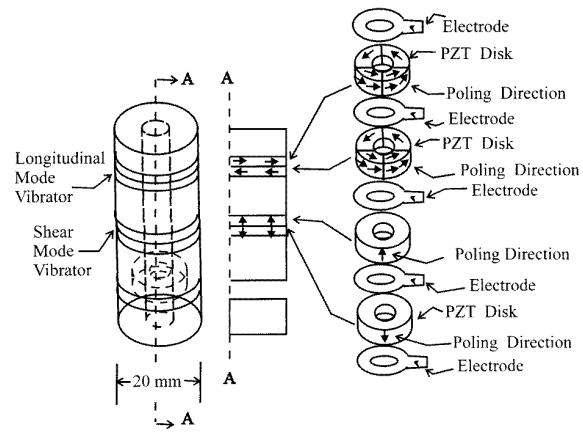 A
A
Longitudinal
Mode
Vibrator
Shear
Mode
Vibrator
20 mm
A
A
Electrode
PZT Disk
Poling Direction
Electrode
PZT Disk
Poling Direction
Electrode
Poling Direction
Electrode
PZT Disk
Poling Direction
Electrode